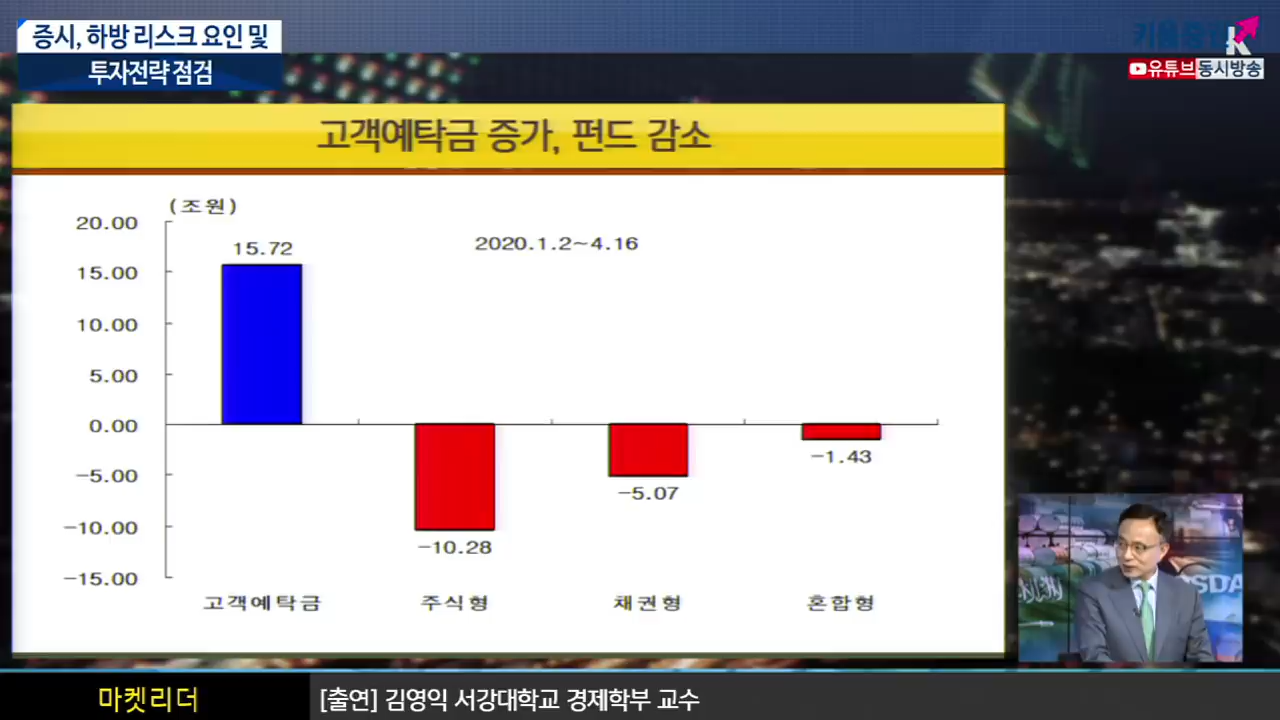 증시, 하방 리스크 요인 및
투자전략 점검
키움증권
유튜브 동시방송
고객예탁금 증가, 펀드 감소
(조원)
20.00
15.00
10.00
5.00
0.00
-5.00
-10.00
-15.00
2020.1.2~4.16
15.72
-10.28
-5.07
-1.43
고객예탁금 주식형 채권형 혼합형
SDA
마켓리더
[출연] 김영익 서강대학교 경제학부 교수